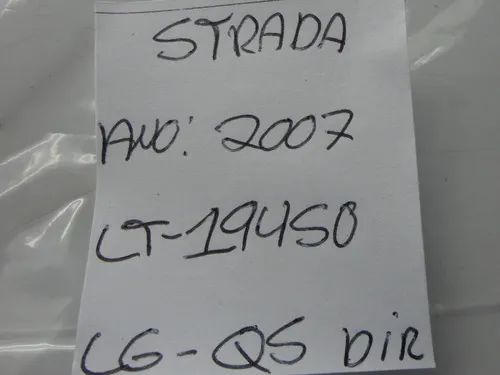 STRADA
ANO: 2007
LT-19450
LG-QS DIR